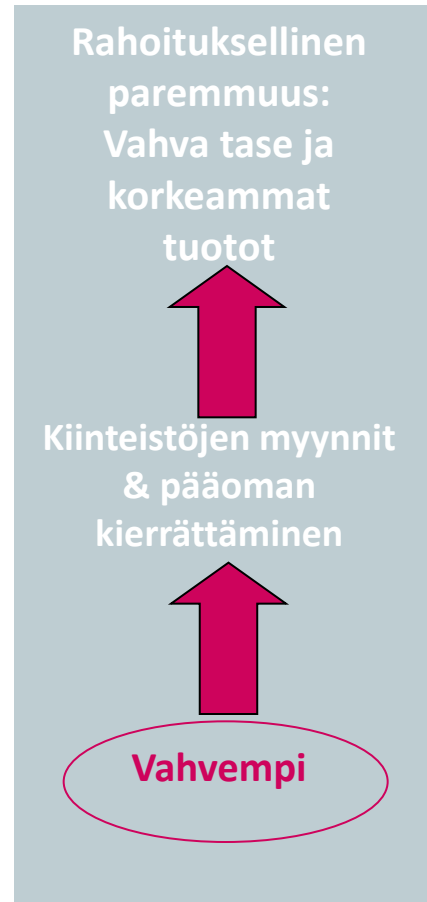 Rahoituksellinen
paremmuus:
Vahva tase ja
korkeammat
tuotot
Kiinteistöjen myynnit
& pääoman
kierrättäminen
Vahvempi